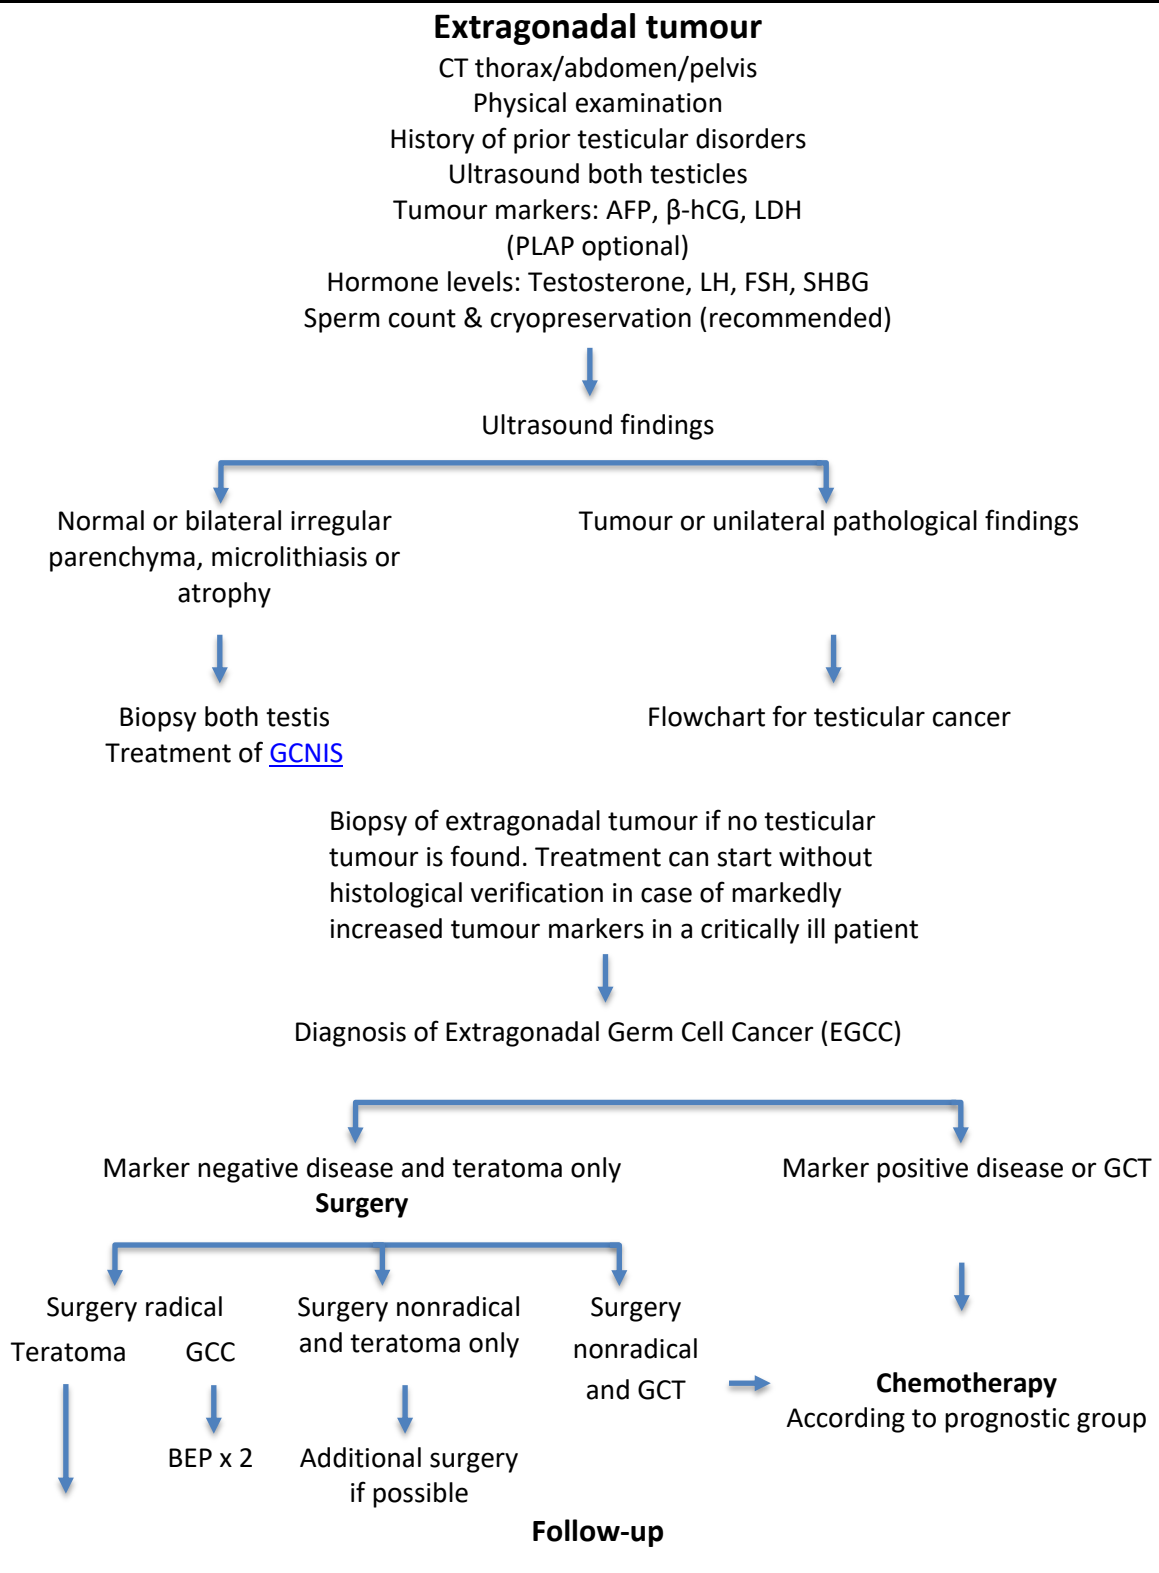 Extragonadal tumour
CT thorax/abdomen/pelvis
Physical examination
History of prior testicular disorders
Ultrasound both testicles
Tumour markers: AFP, β-hCG, LDH
(PLAP optional)
Hormone levels: Testosterone, LH, FSH, SHBG
Sperm count & cryopreservation (recommended)
Ultrasound findings
Normal or bilateral irregular
parenchyma, microlithiasis or
atrophy
Tumour or unilateral pathological findings
Biopsy both testis
Treatment of GCNIS
Flowchart for testicular cancer
Biopsy of extragonadal tumour if no testicular
tumour is found. Treatment can start without
histological verification in case of markedly
increased tumour markers in a critically ill patient
Diagnosis of Extragonadal Germ Cell Cancer (EGCC)
Marker negative disease and teratoma only
Surgery
Marker positive disease or GCT
Surgery radical
Teratoma GCC
BEP x 2
Surgery nonradical
and teratoma only
Additional surgery
if possible
Surgery
nonradical
and GCT
Chemotherapy
According to prognostic group
Follow-up